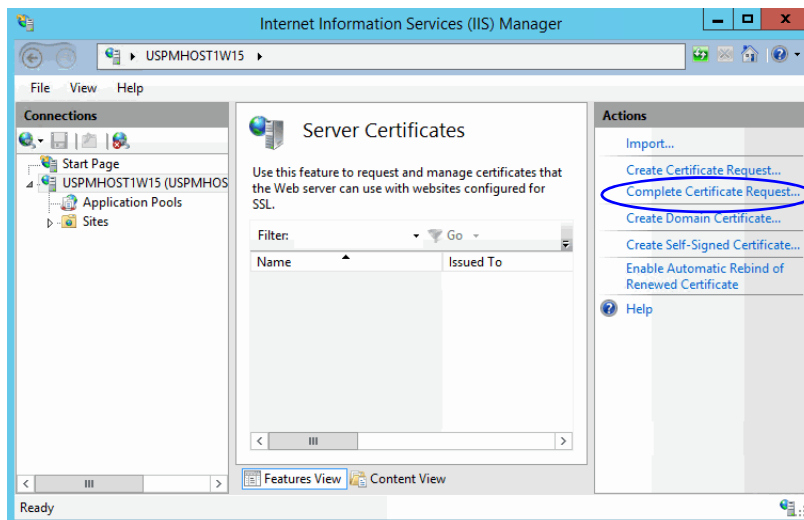 Internet Information Services (IIS) Manager
USPMHOST1W15
File View Help
Connections
Start Page
USPMHOST1W15 (USPMHOS
Application Pools
Sites
Server Certificates
Use this feature to request and manage certificates that
the Web server can use with websites configured for
SSL.
Filter: Go
Name Issued To
Features View Content View
Actions
Import...
Create Certificate Request...
Complete Certificate Request...
Create Domain Certificate...
Create Self-Signed Certificate...
Enable Automatic Rebind of
Renewed Certificate
Help
Ready